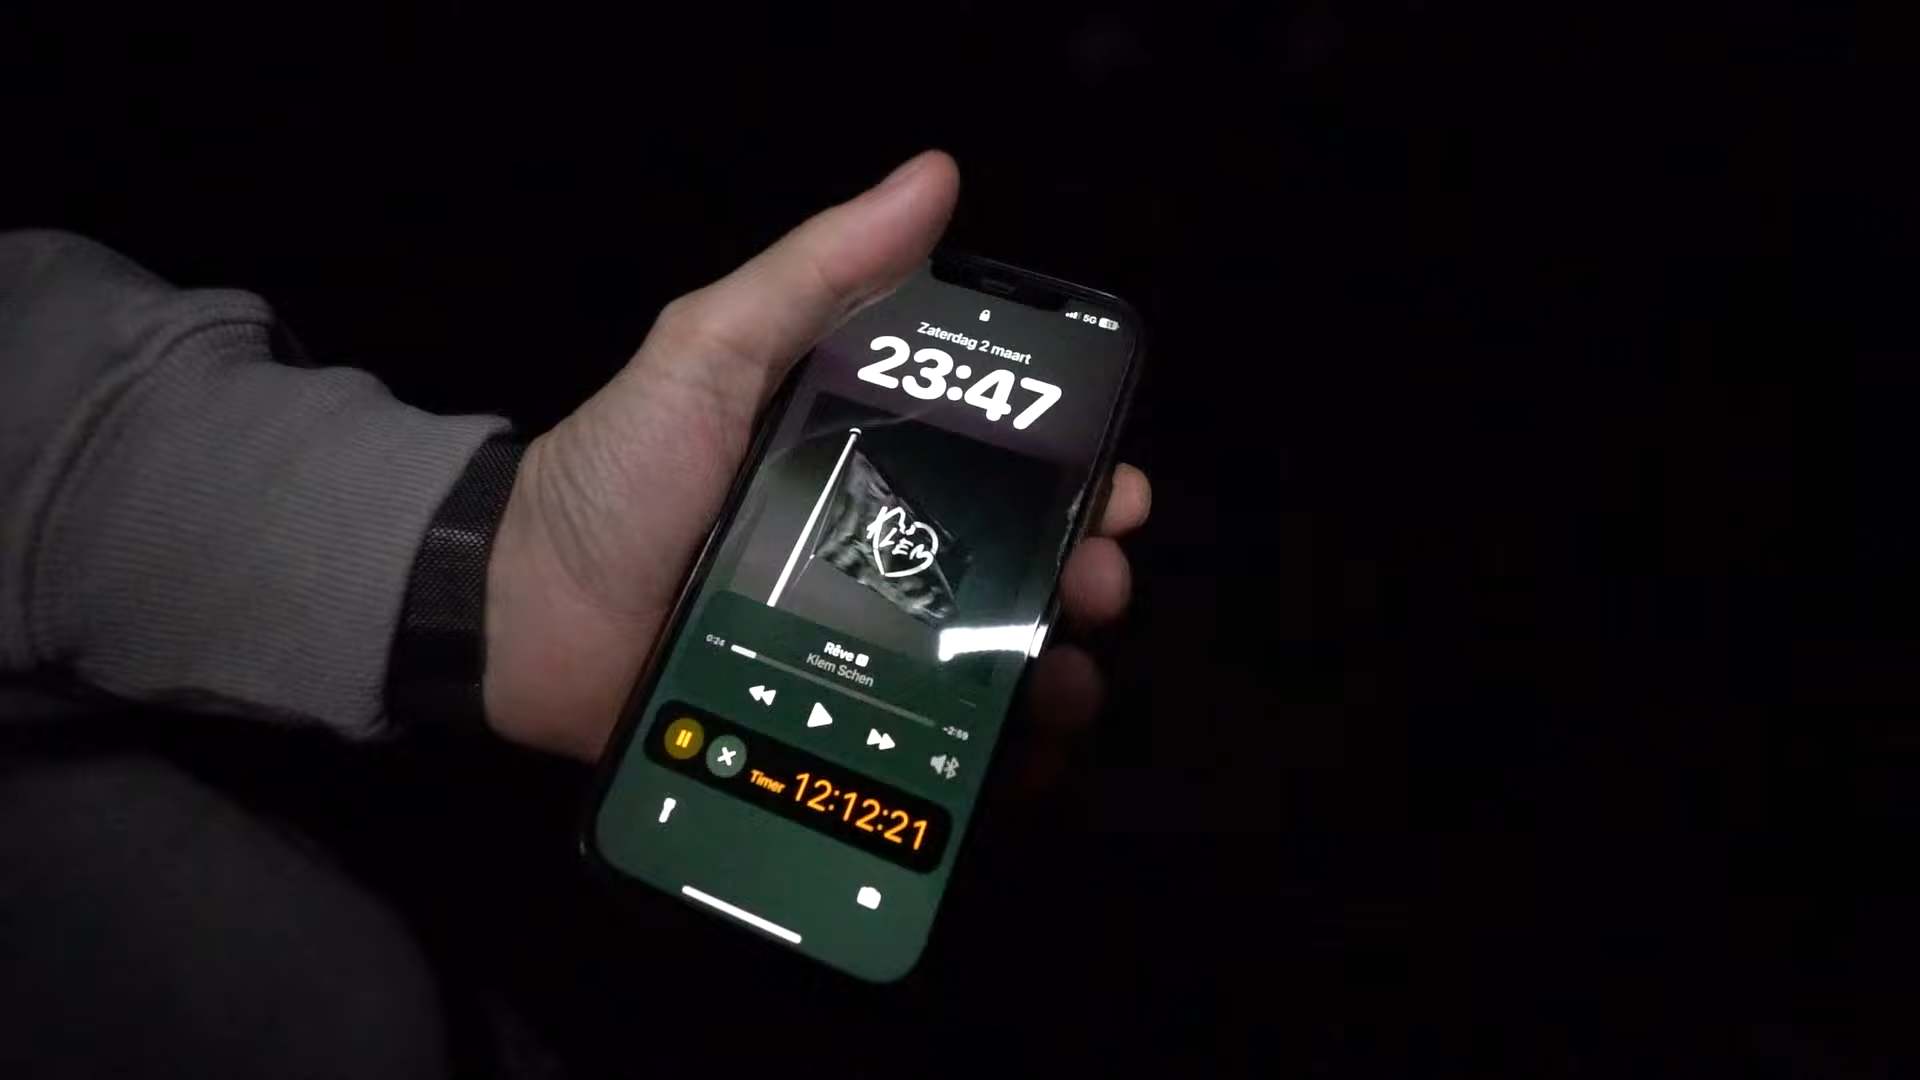 5G
Zaterdag 2 maart
23:47
KLEM
Rêve
Klem Schen
0:24
-2:59
Timer 12:12:21